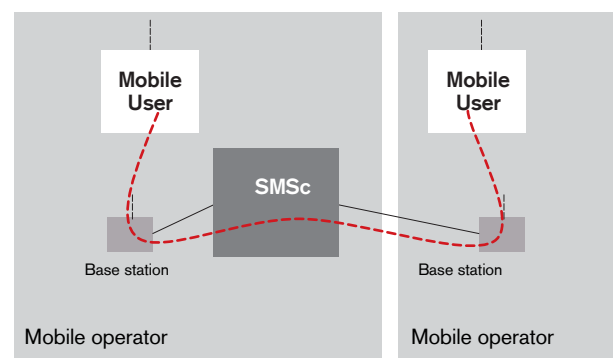 Mobile
User
Mobile
User
SMSc
Base station
Base station
Mobile operator
Mobile operator